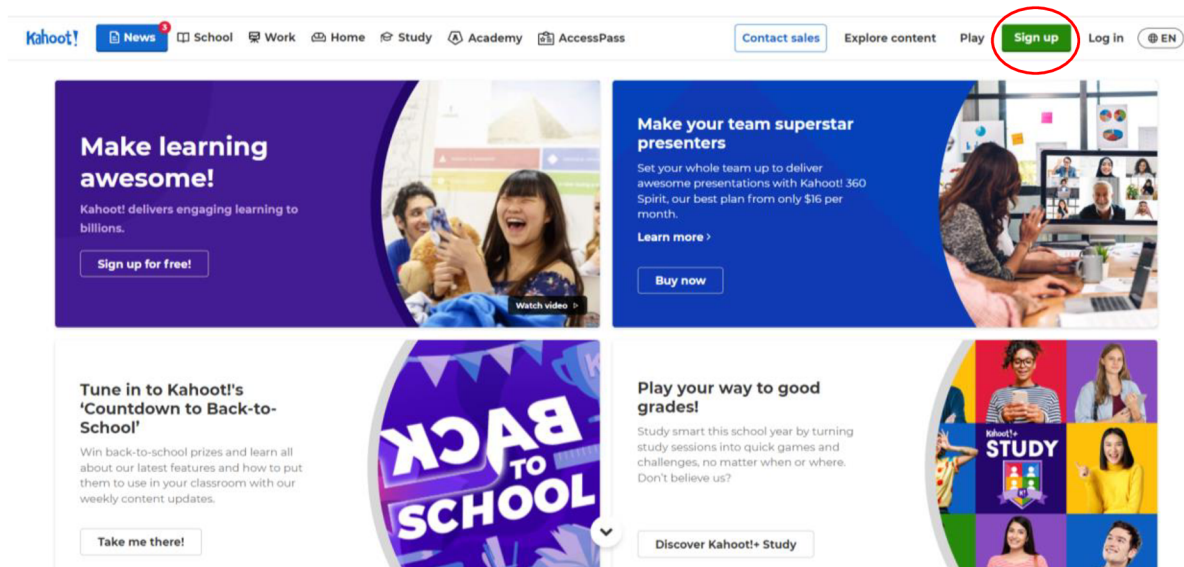 Kahoot!
News
3
School
Work
Home
Study
Academy
AccessPass
Contact sales
Explore content
Play
Sign up
Log in
EN
Make learning
awesome!
Kahoot! delivers engaging learning to
billions.
Sign up for free!
Watch video
Make your team superstar
presenters
Set your whole team up to deliver
awesome presentations with Kahoot! 360
Spirit, our best plan from only $16 per
month.
Learn more >
Buy now
Tune in to Kahoot!'s
‘Countdown to Back-to-
School’
Win back-to-school prizes and learn all
about our latest features and how to put
them to use in your classroom with our
weekly content updates.
Take me there!
BACK
TO
SCHOOL
Play your way to good
grades!
Study smart this school year by turning
study sessions into quick games and
challenges, no matter when or where.
Don't believe us?
Discover Kahoot!+ Study
Kahoot!+
STUDY